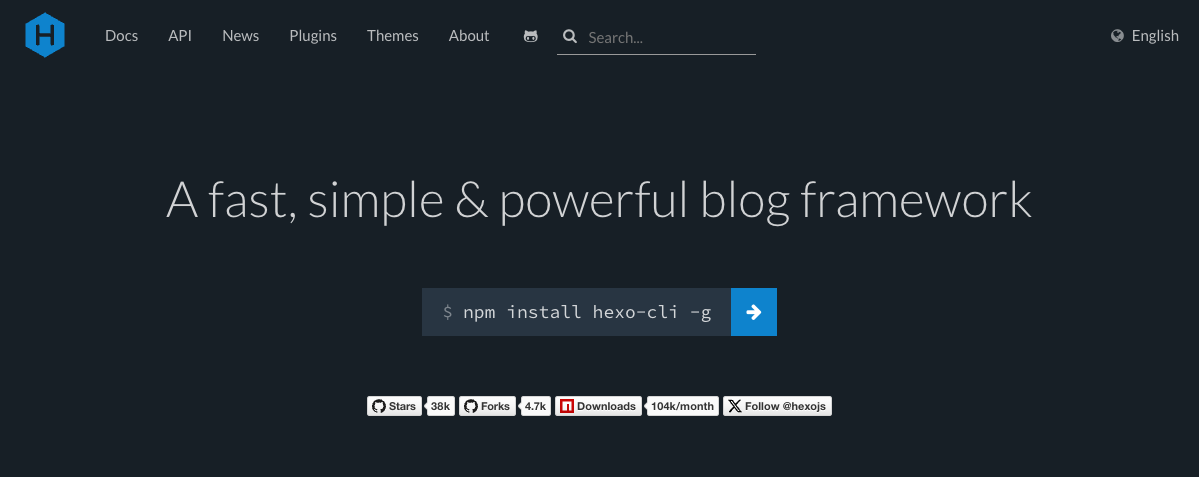 H Docs API News Plugins Themes About Search... English
A fast, simple & powerful blog framework
$ npm install hexo-cli -g
Stars 38k Forks 4.7k Downloads 104k/month Follow @hexojs